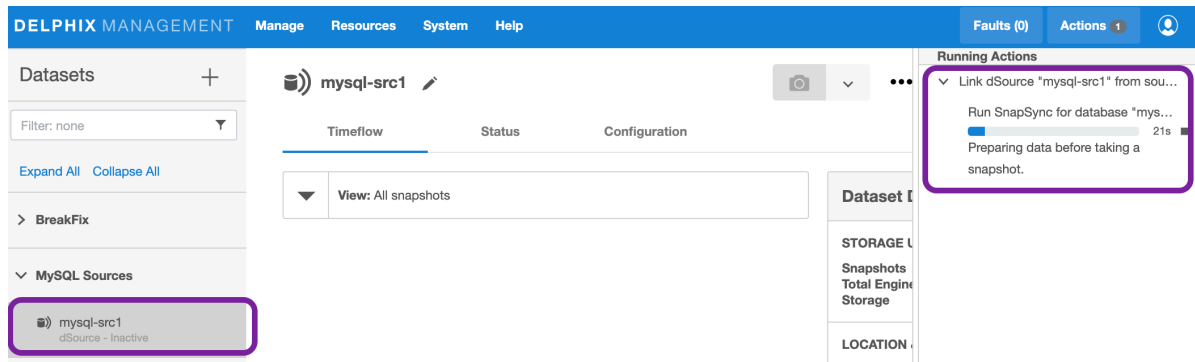 DELPHIX MANAGEMENT
Manage Resources System Help
Faults (0) Actions 1
Datasets
Filter: none
Expand All Collapse All
BreakFix
MySQL Sources
mysql-src1
dSource - Inactive
mysql-src1
Timeflow Status Configuration
View: All snapshots
Dataset D
STORAGE U
Snapshots
Total Engine
Storage
LOCATION
Running Actions
Link dSource "mysql-src1" from sou...
Run SnapSync for database "mys...
21s
Preparing data before taking a
snapshot.